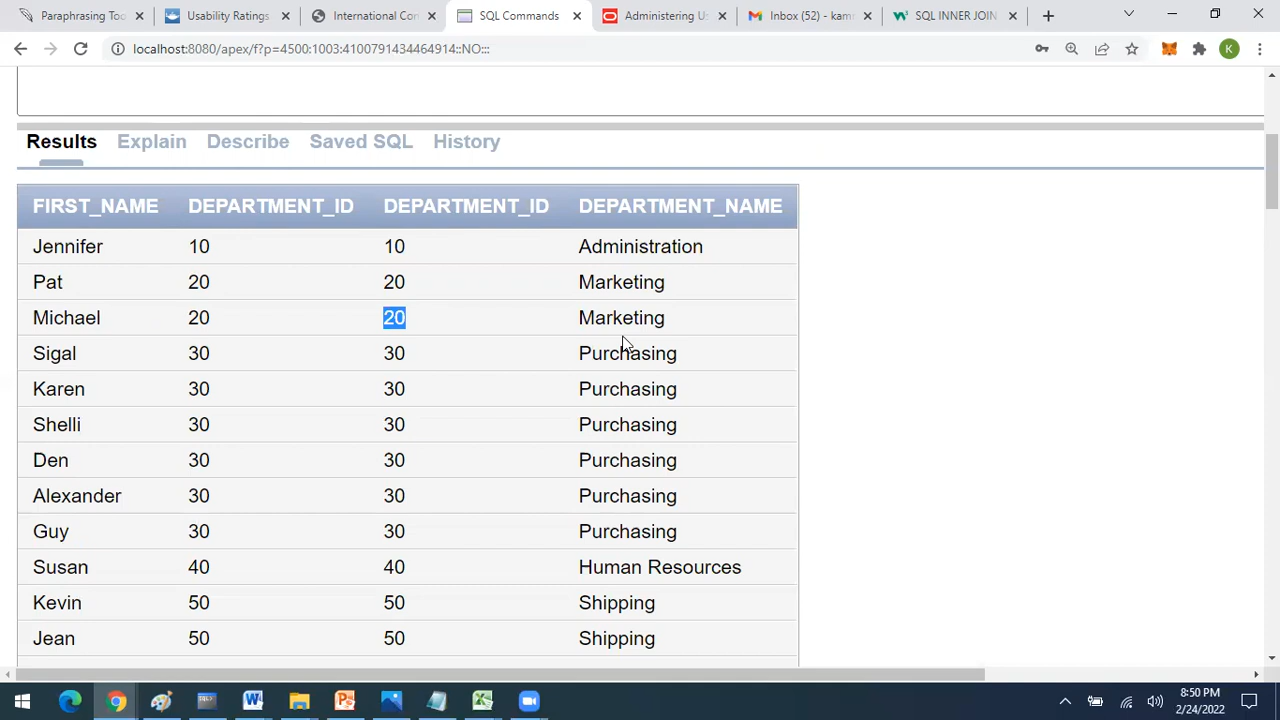 Paraphrasing Too
Usability Ratings
International Con
SQL Commands
Administering Us
Inbox (52) - kamr
SQL INNER JOIN
localhost:8080/apex/f?p=4500:1003:4100791434464914::NO:::
K
Results Explain Describe Saved SQL History
FIRST_NAME DEPARTMENT_ID DEPARTMENT_ID DEPARTMENT_NAME
Jennifer 10 10 Administration
Pat 20 20 Marketing
Michael 20 20 Marketing
Sigal 30 30 Purchasing
Karen 30 30 Purchasing
Shelli 30 30 Purchasing
Den 30 30 Purchasing
Alexander 30 30 Purchasing
Guy 30 30 Purchasing
Susan 40 40 Human Resources
Kevin 50 50 Shipping
Jean 50 50 Shipping
8:50 PM
2/24/2022